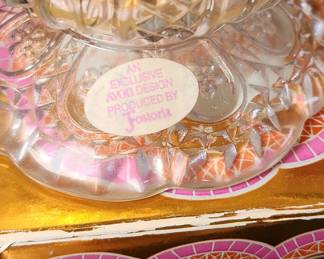 AN
EXCLUSIVE
AVON DESIGN
PRODUCED BY
Fostoria